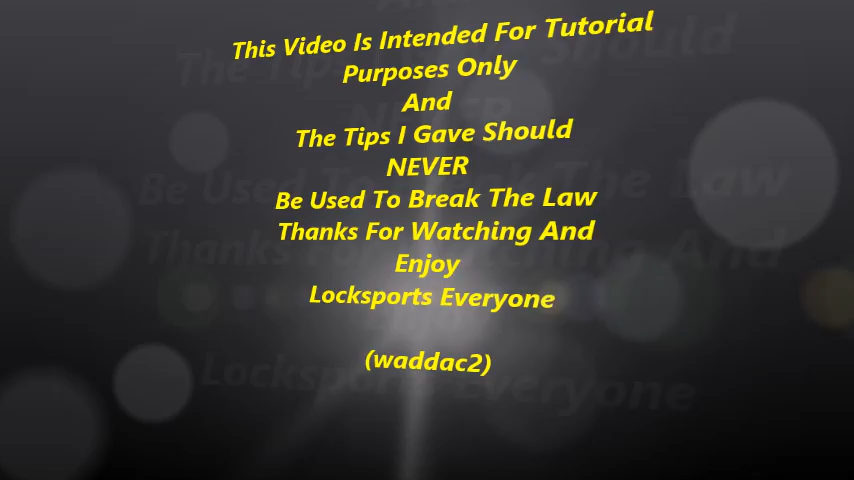 This Video Is Intended For Tutorial
Purposes Only
And
The Tips I Gave Should
NEVER
Be Used To Break The Law
Thanks For Watching And
Enjoy
Locksports Everyone
(waddac2)